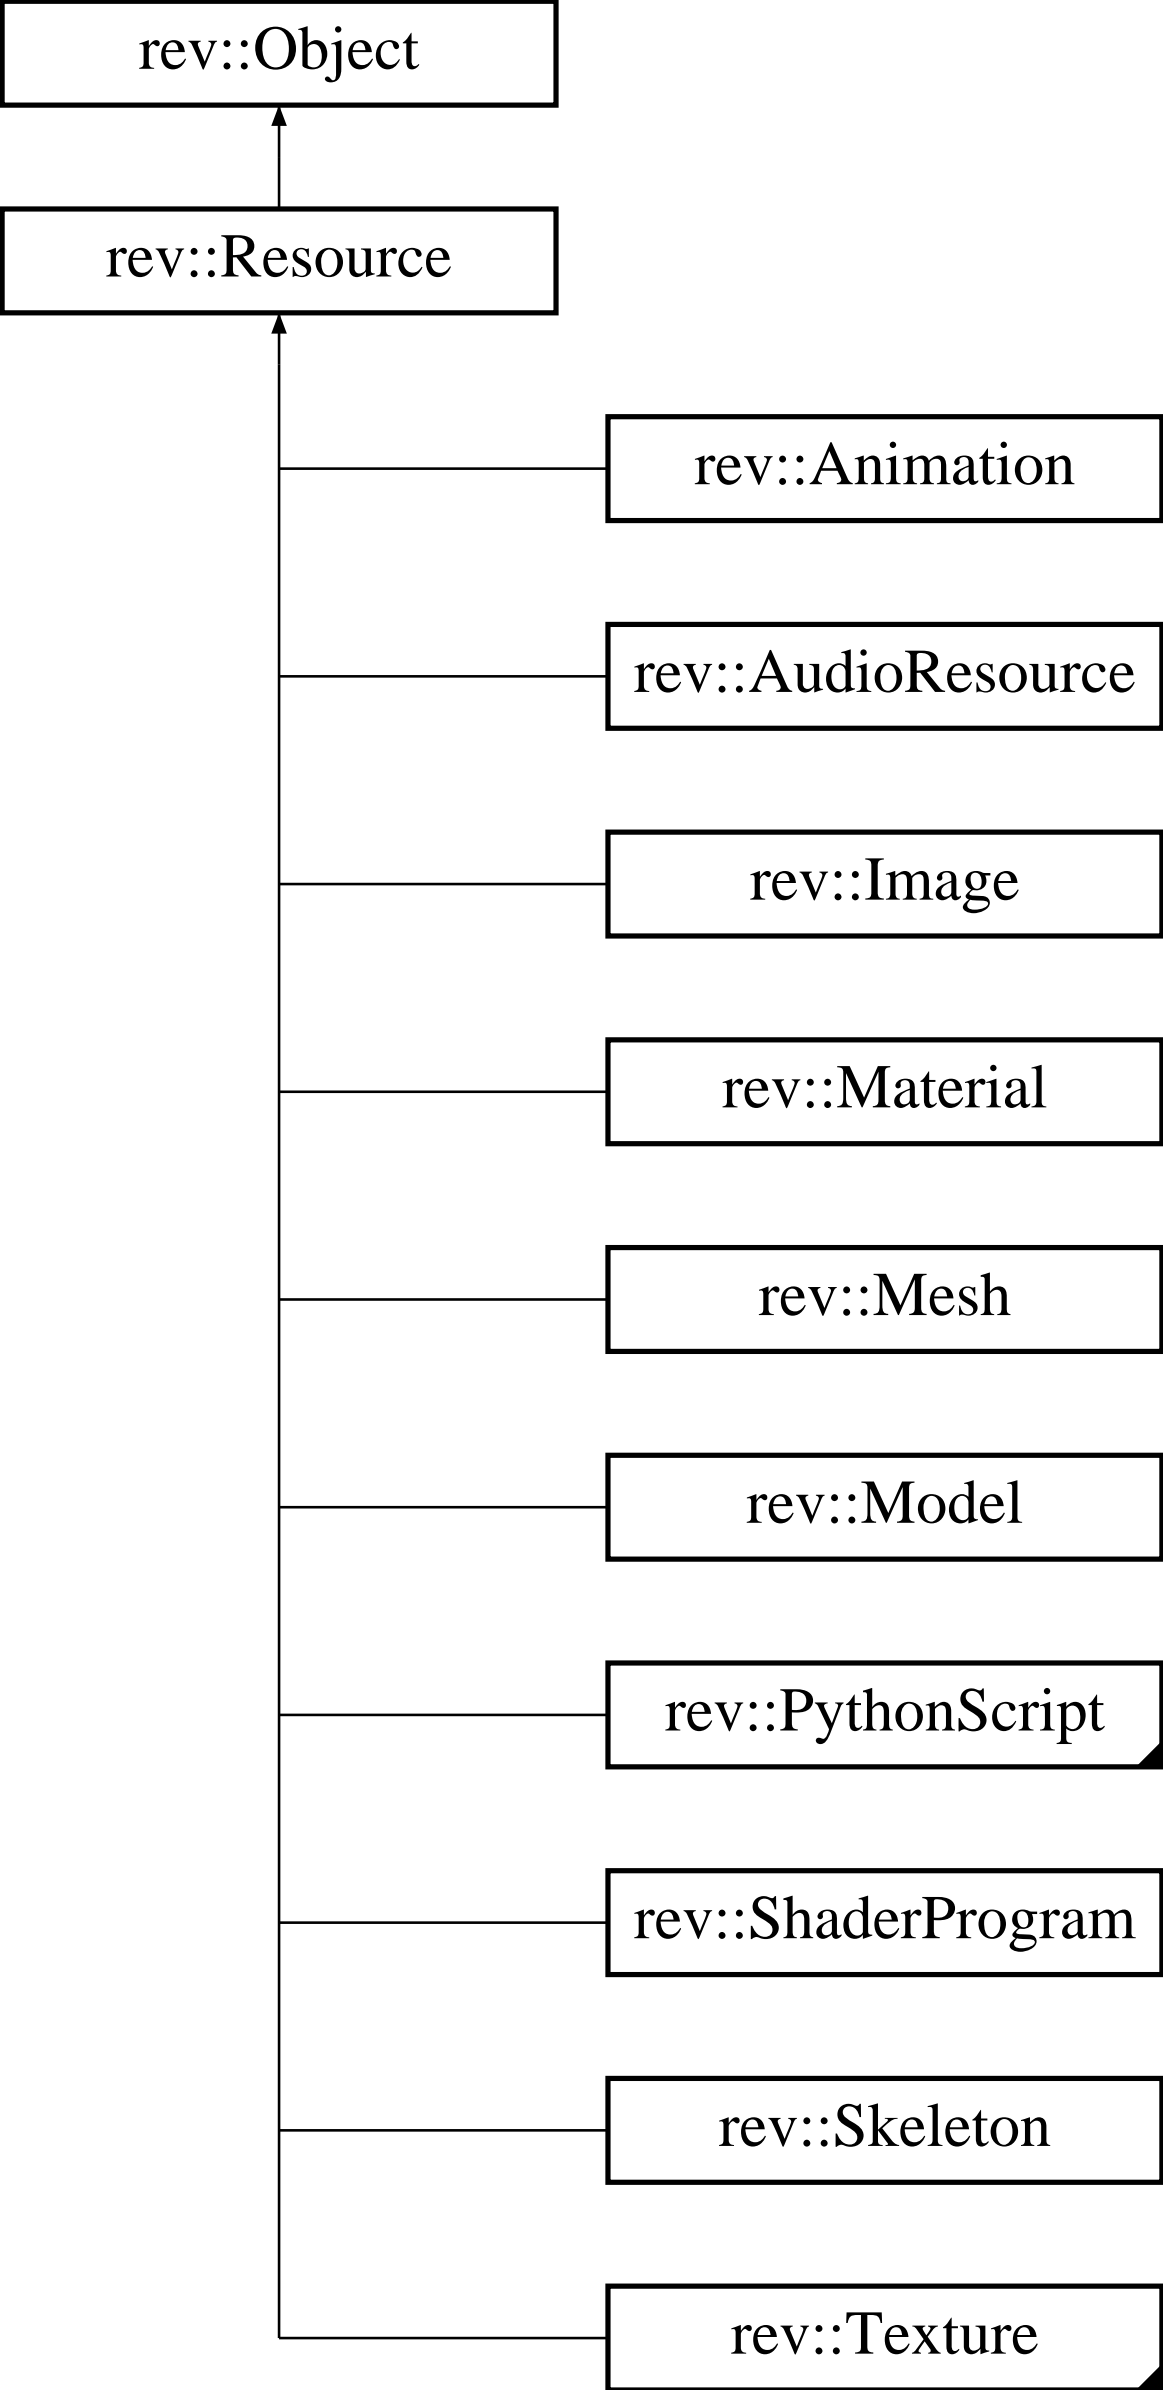 rev::Object
rev::Resource
rev::Animation
rev::AudioResource
rev::Image
rev::Material
rev::Mesh
rev::Model
rev::PythonScript
rev::ShaderProgram
rev::Skeleton
rev::Texture